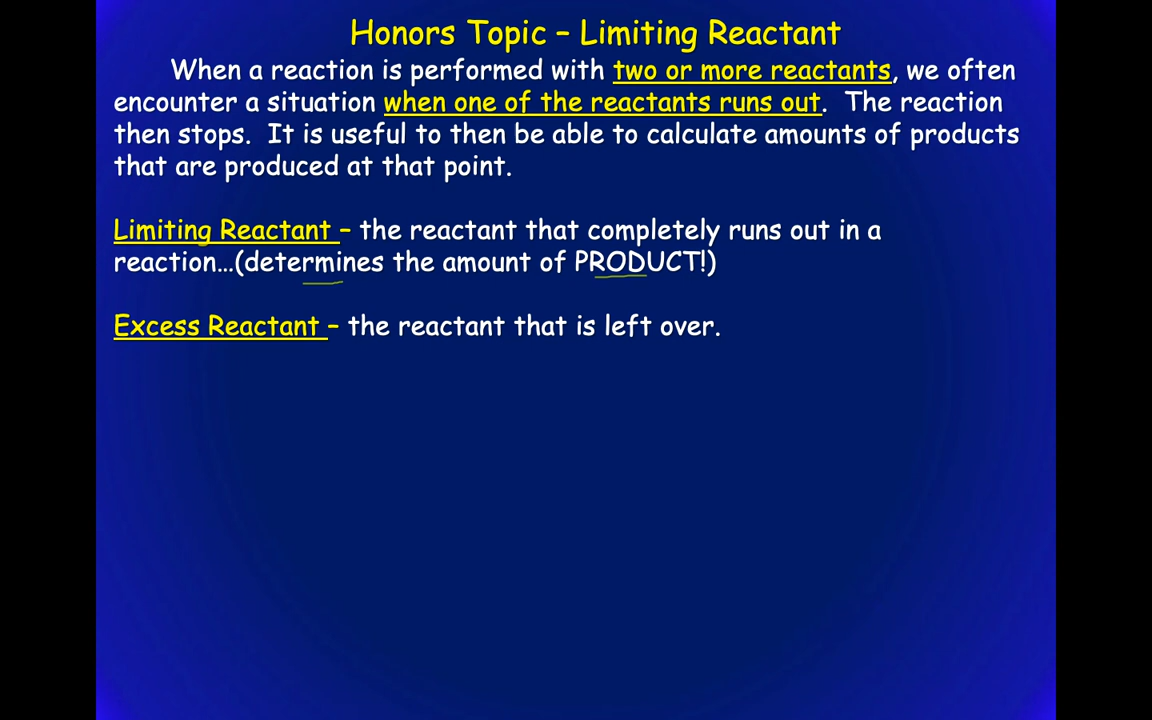 Honors Topic – Limiting Reactant
When a reaction is performed with two or more reactants, we often
encounter a situation when one of the reactants runs out. The reaction
then stops. It is useful to then be able to calculate amounts of products
that are produced at that point.
Limiting Reactant – the reactant that completely runs out in a
reaction…(determines the amount of PRODUCT!)
Excess Reactant – the reactant that is left over.